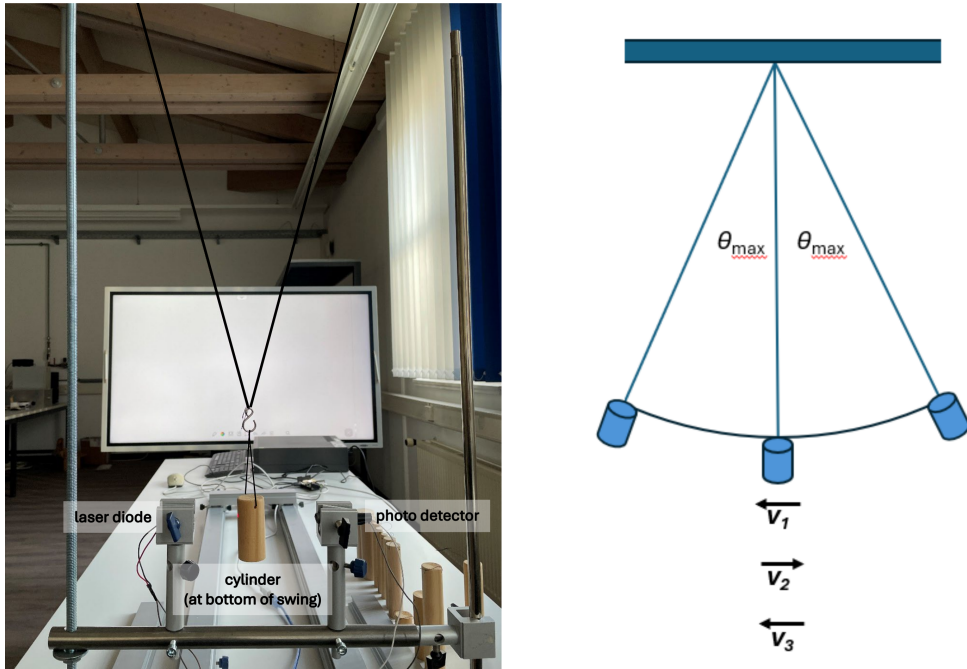 laser diode
photo detector
cylinder
(at bottom of swing)
θmax
θmax
v1
v2
v3